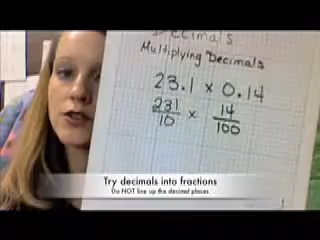 Decimals
Multiplying Decimals
23.1 x 0.14
231/10 x 14/100
Try decimals into fractions
Do NOT line up the decimal places